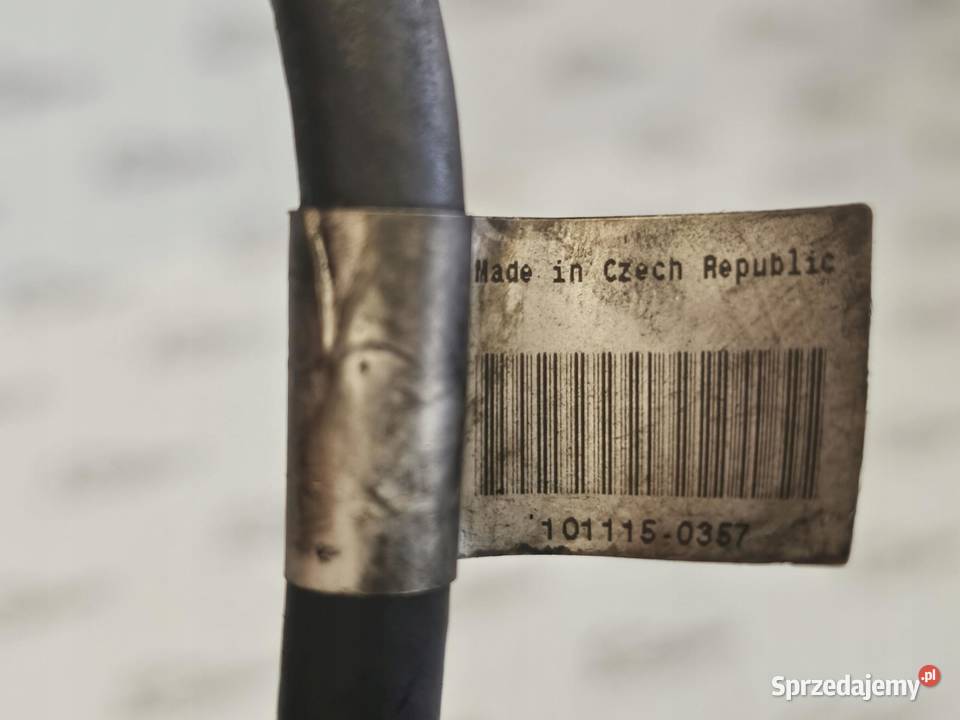 Made in Czech Republic
101115-0357
Sprzedajemy.pl